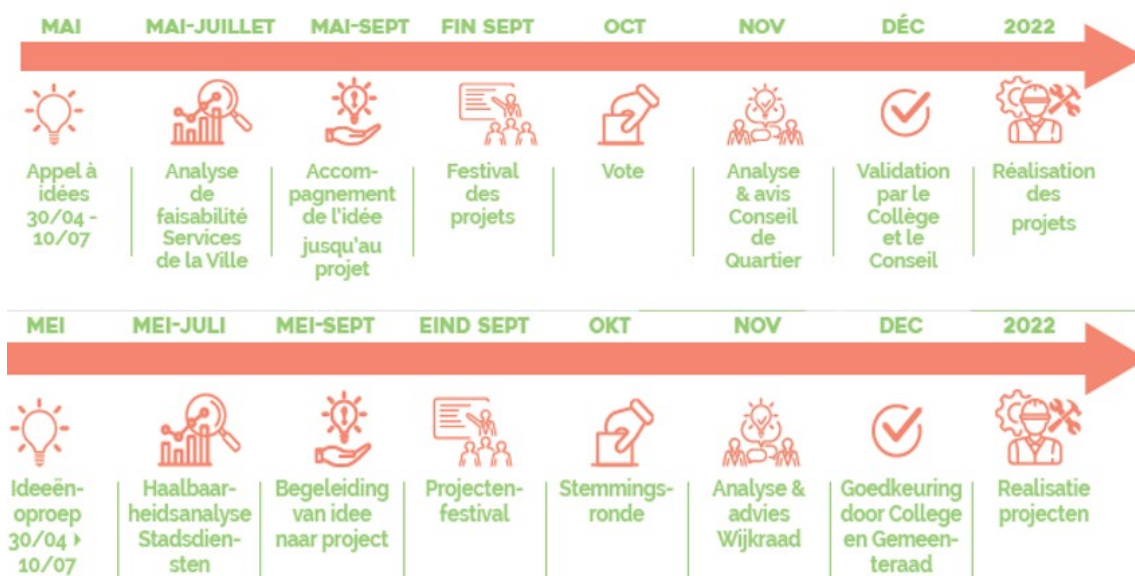 MAI
MAI-JUILLET
MAI-SEPT
FIN SEPT
OCT
NOV
DÉC
2022
Appel à
idées
30/04 -
10/07
Analyse
de
faisabilité
Services
de la Ville
Accom-
pagnement
de l'idée
jusqu'au
projet
Festival
des
projets
Vote
Analyse
& avis
Conseil
de
Quartier
Validation
par le
Collège
et le
Conseil
Réalisation
des
projets
MEI
MEI-JULI
MEI-SEPT
EIND SEPT
OKT
NOV
DEC
2022
Ideeën-
oproep
30/04 ▸
10/07
Haalbaar-
heidsanalyse
Stadsdien-
sten
Begeleiding
van idee
naar project
Projecten-
festival
Stemmings-
ronde
Analyse &
advies
Wijkraad
Goedkeuring
door College
en Gemeen-
teraad
Realisatie
projecten